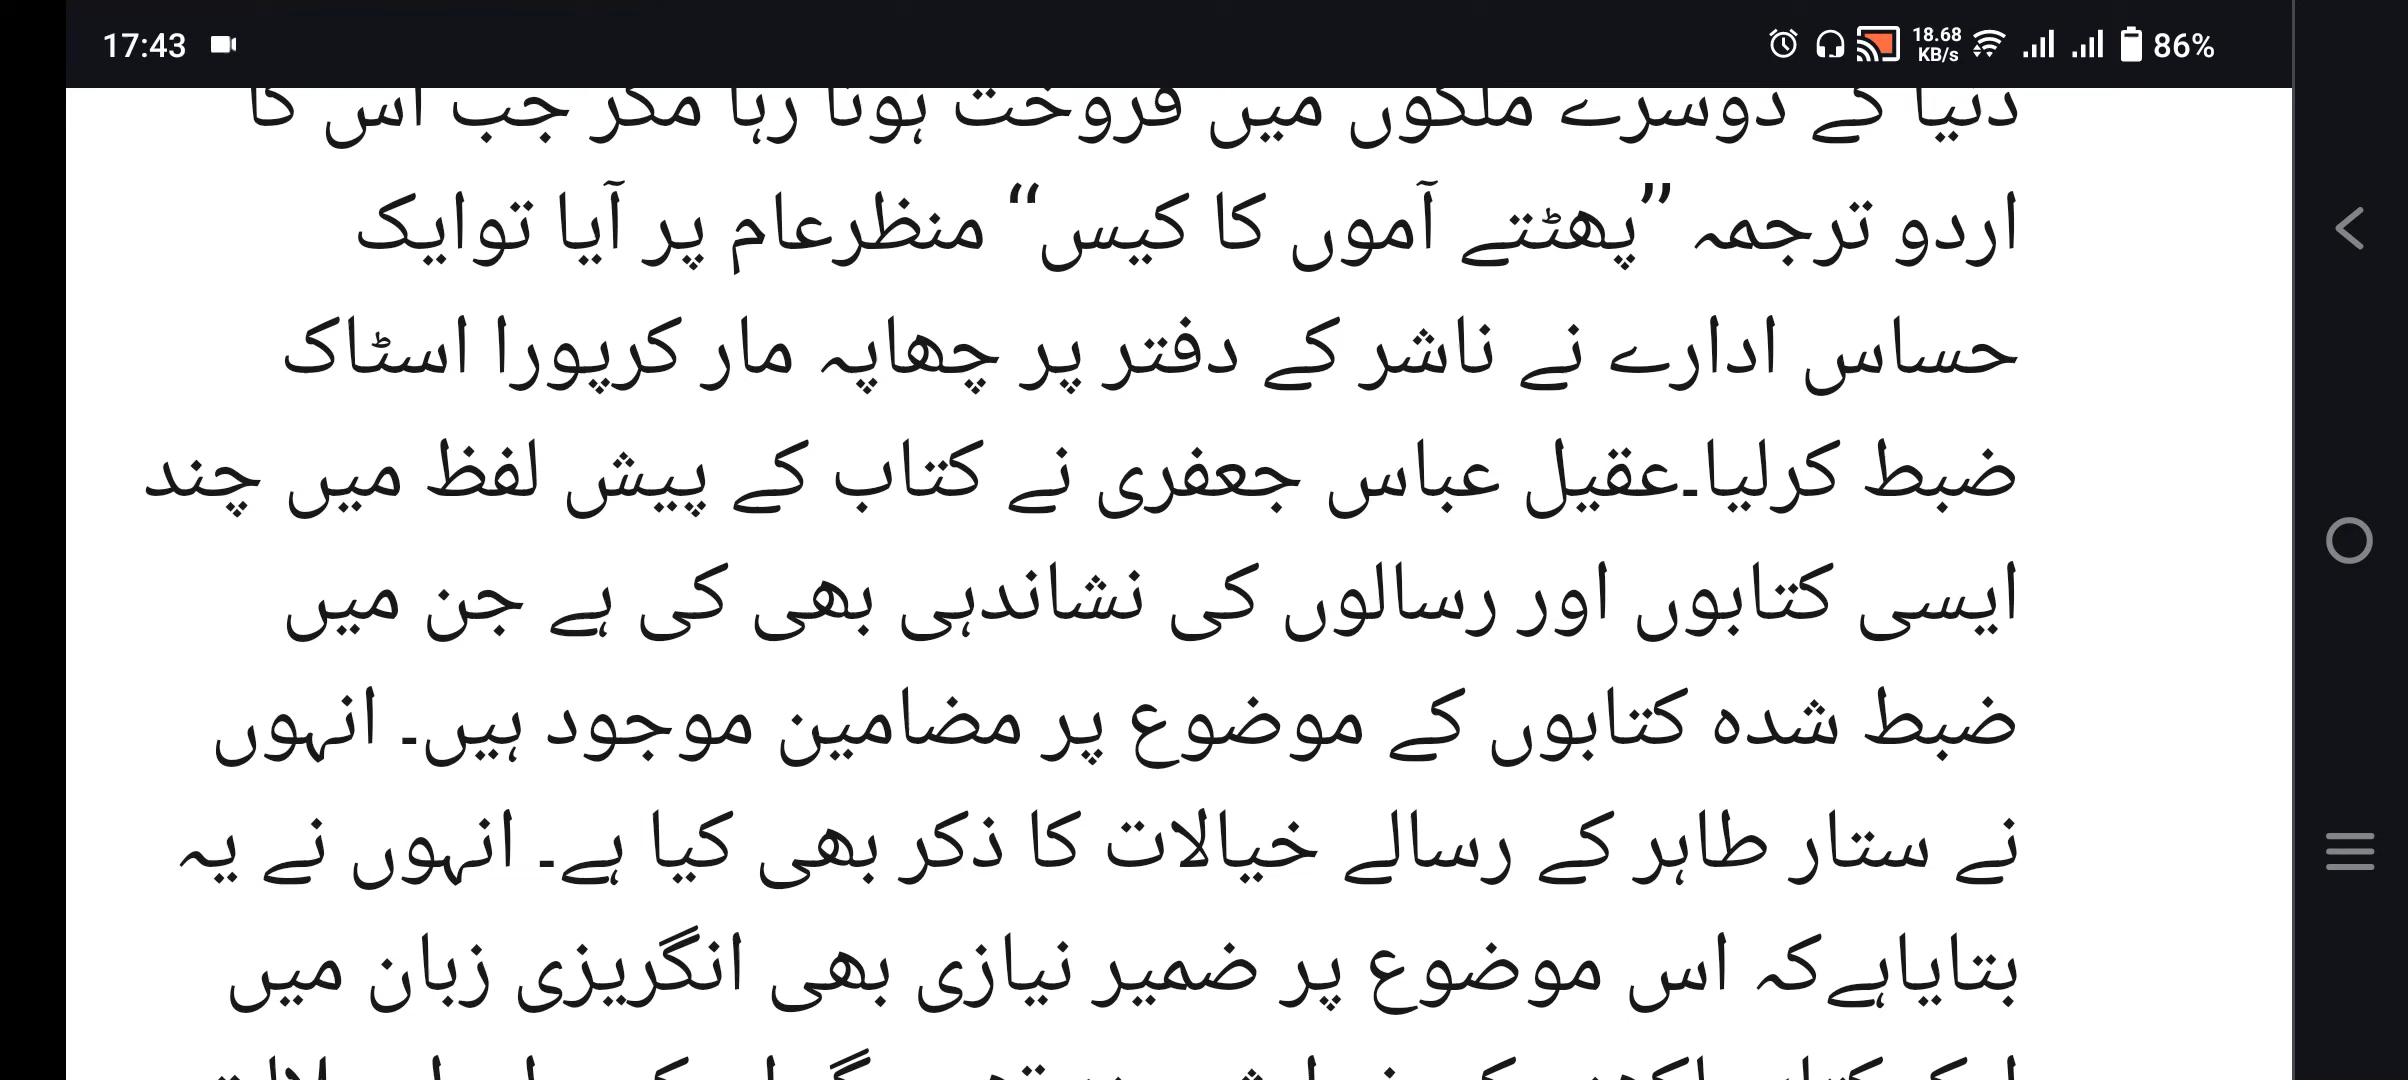 17:43
18.68 KB/s 86%
دنیا کے دوسرے ملکوں میں فروخت ہوتا رہا مگر جب اس کا
اردو ترجمہ ”پھٹتے آموں کا کیس“ منظرعام پر آیا توایک
حساس ادارے نے ناشر کے دفتر پر چھاپہ مار کرپورا اسٹاک
ضبط کرلیا۔عقیل عباس جعفری نے کتاب کے پیش لفظ میں چند
ایسی کتابوں اور رسالوں کی نشاندہی بھی کی ہے جن میں
ضبط شدہ کتابوں کے موضوع پر مضامین موجود ہیں۔ انہوں
نے ستار طاہر کے رسالے خیالات کا ذکر بھی کیا ہے۔ انہوں نے یہ
بتایاہےکہ اس موضوع پر ضمیر نیازی بھی انگریزی زبان میں